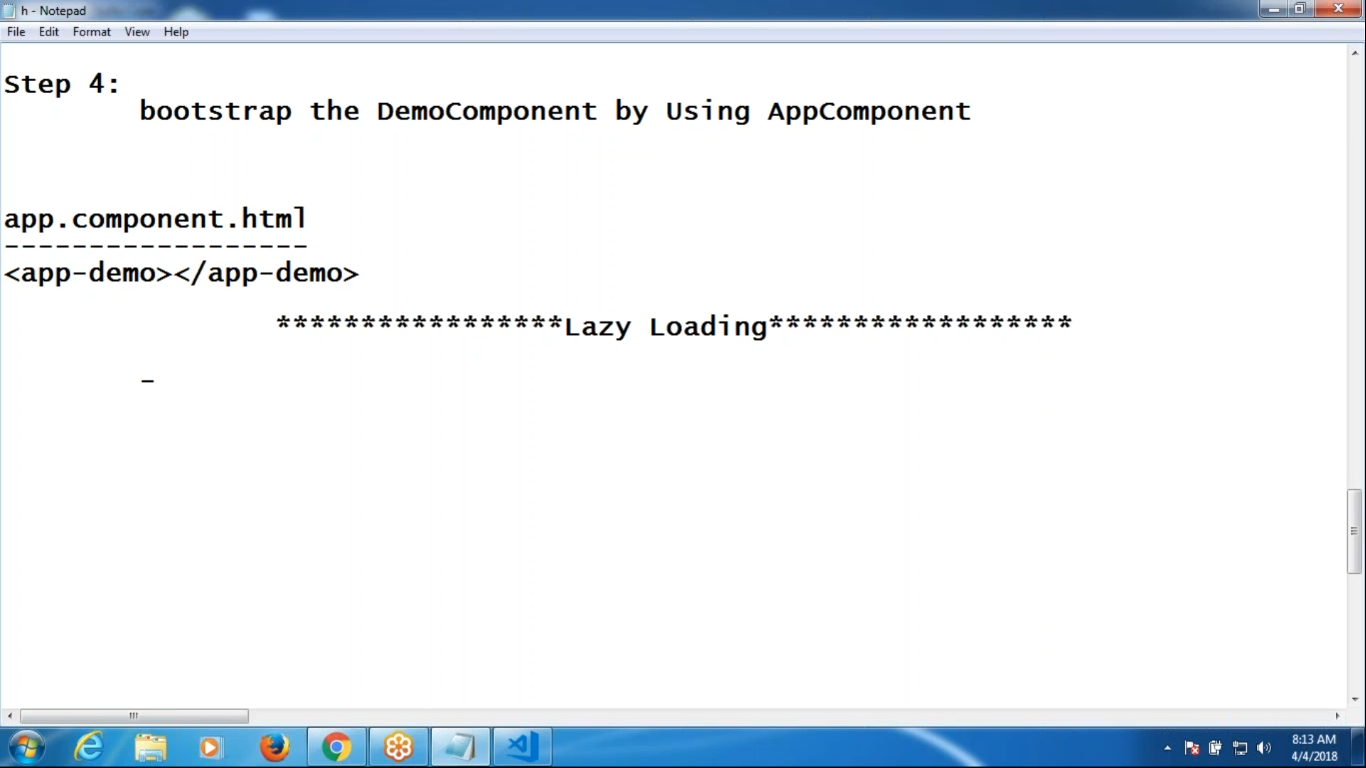 h - Notepad
File Edit Format View Help
Step 4:
bootstrap the DemoComponent by Using AppComponent
app.component.html
------------------
<app-demo></app-demo>
*****************Lazy Loading******************
-
8:13 AM
4/4/2018